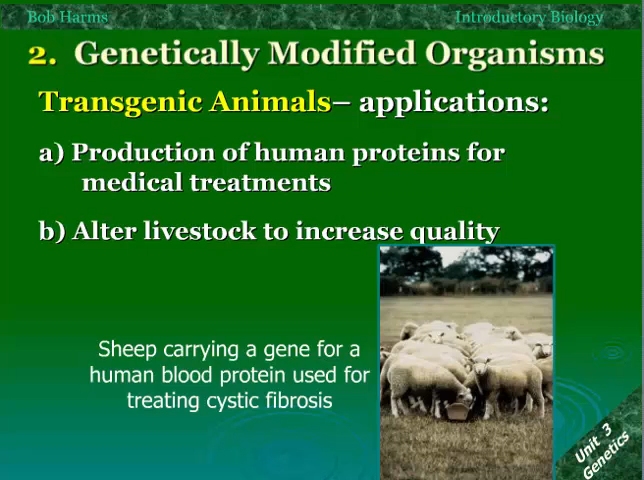 Bob Harms
Introductory Biology
2. Genetically Modified Organisms
Transgenic Animals– applications:
a) Production of human proteins for
medical treatments
b) Alter livestock to increase quality
Sheep carrying a gene for a
human blood protein used for
treating cystic fibrosis
Unit 3
Genetics